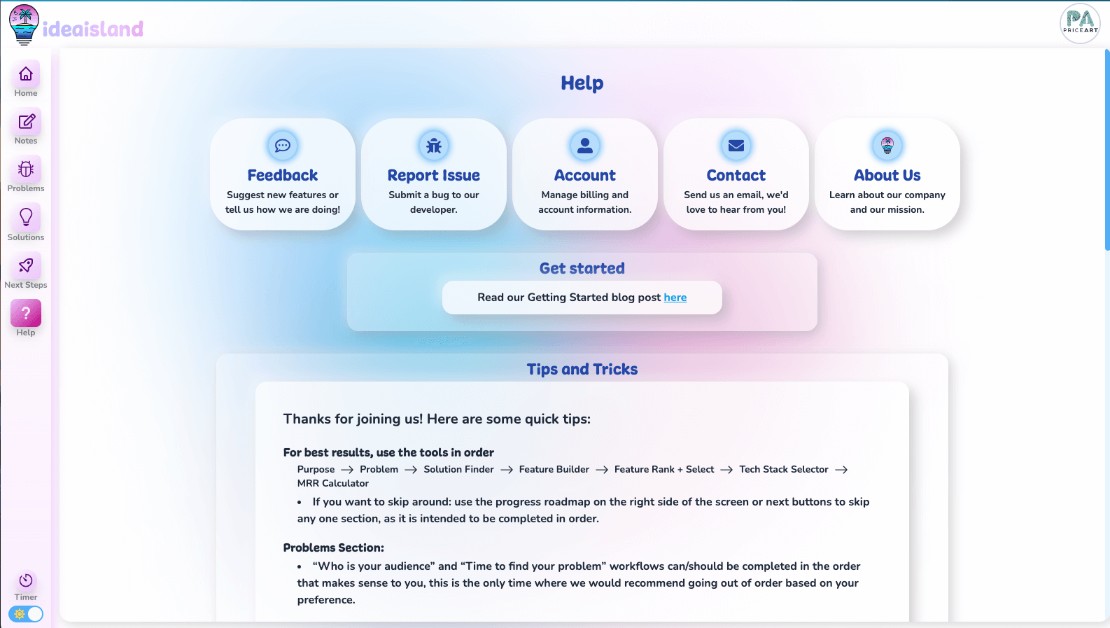 ideaisland
PA
PRICEART
Home
Notes
Problems
Solutions
Next Steps
?
Help
Timer
Help
Feedback
Suggest new features or
tell us how we are doing!
Report Issue
Submit a bug to our
developer.
Account
Manage billing and
account information.
Contact
Send us an email, we'd
love to hear from you!
About Us
Learn about our company
and our mission.
Get started
Read our Getting Started blog post here
Tips and Tricks
Thanks for joining us! Here are some quick tips:
For best results, use the tools in order
Purpose → Problem → Solution Finder → Feature Builder → Feature Rank + Select → Tech Stack Selector →
MRR Calculator
• If you want to skip around: use the progress roadmap on the right side of the screen or next buttons to skip
any one section, as it is intended to be completed in order.
Problems Section:
• “Who is your audience” and “Time to find your problem” workflows can/should be completed in the order
that makes sense to you, this is the only time where we would recommend going out of order based on your
preference.